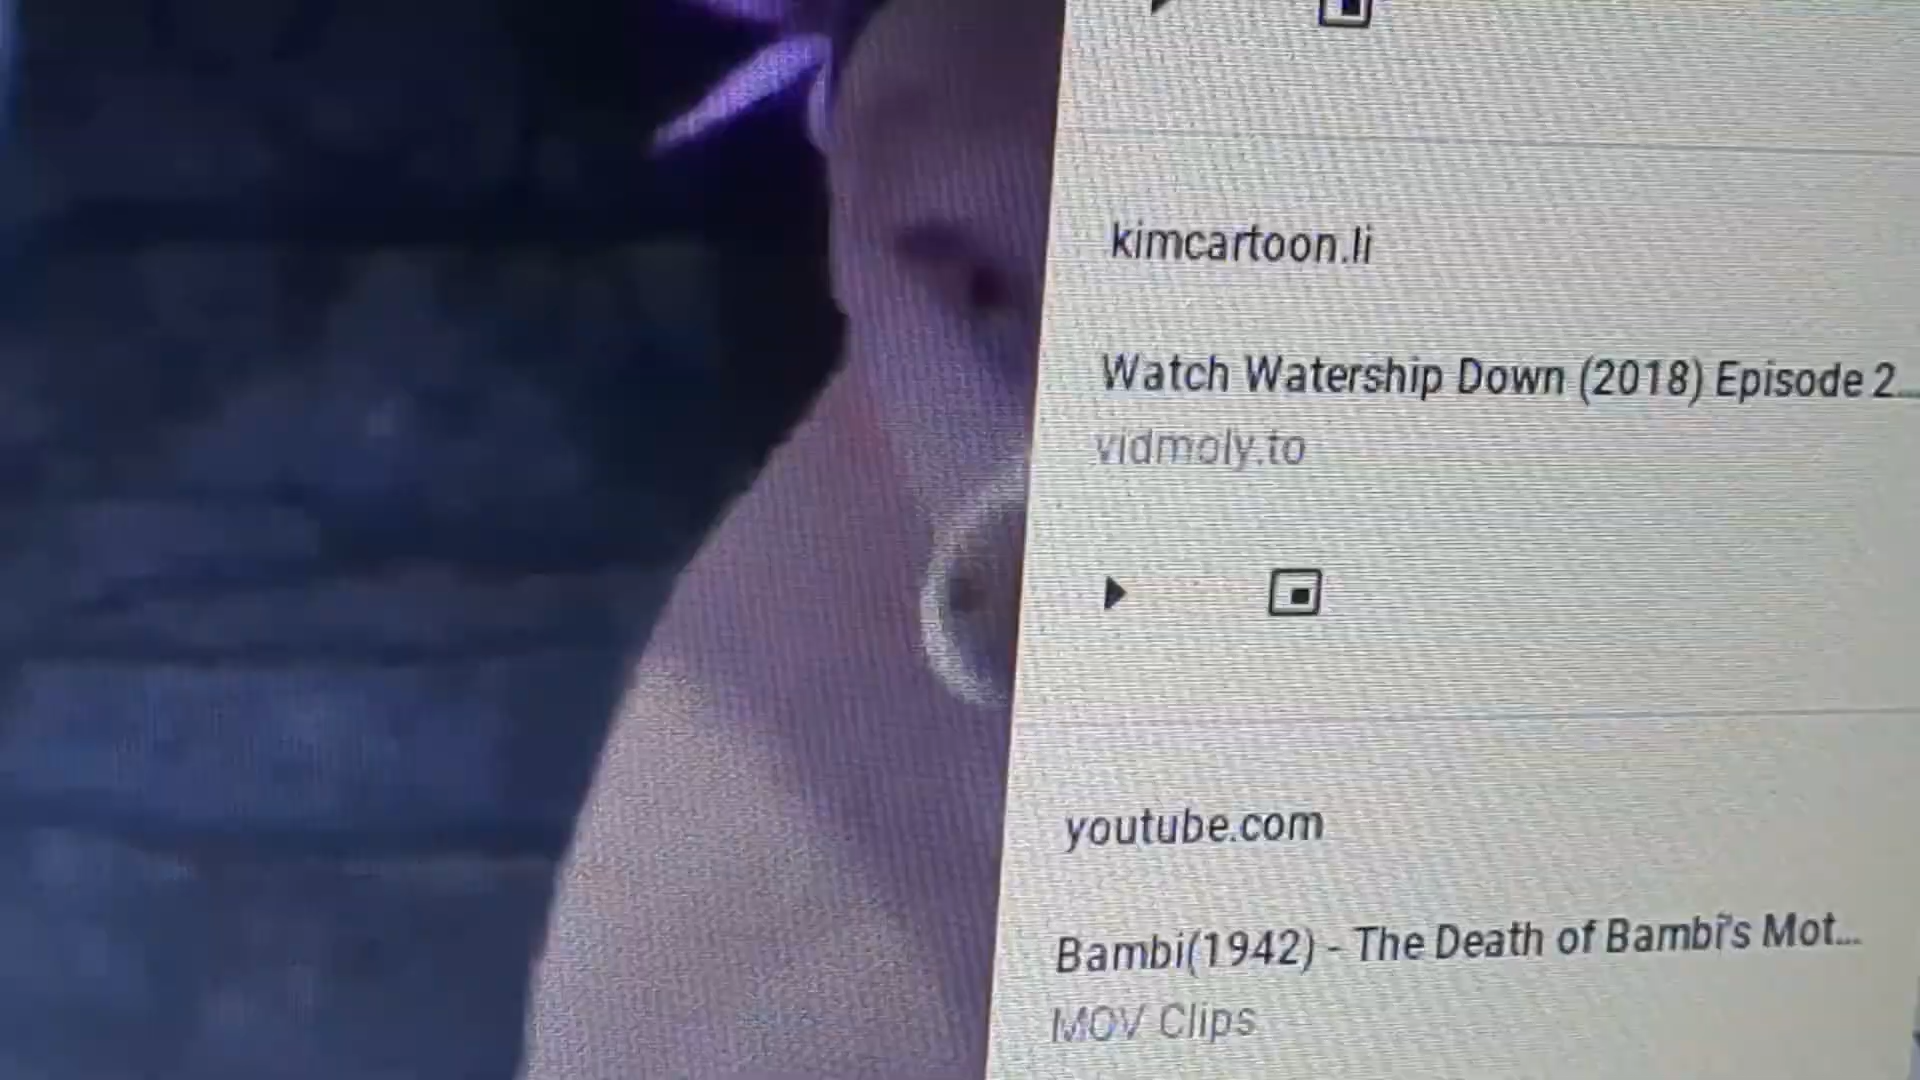 kimcartoon.li
Watch Watership Down (2018) Episode 2...
vidmoly.to
youtube.com
Bambi(1942) - The Death of Bambi's Mot...
MOV Clips